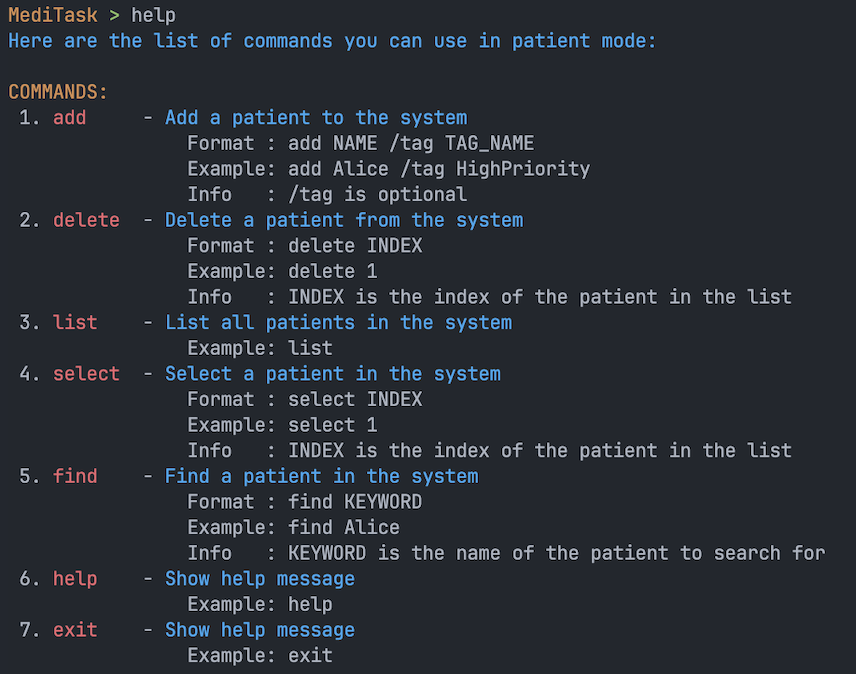 MediTask > help
Here are the list of commands you can use in patient mode:

COMMANDS:
 1. add     - Add a patient to the system
                Format : add NAME /tag TAG_NAME
                Example: add Alice /tag HighPriority
                Info   : /tag is optional
 2. delete  - Delete a patient from the system
                Format : delete INDEX
                Example: delete 1
                Info   : INDEX is the index of the patient in the list
 3. list    - List all patients in the system
                Example: list
 4. select  - Select a patient in the system
                Format : select INDEX
                Example: select 1
                Info   : INDEX is the index of the patient in the list
 5. find    - Find a patient in the system
                Format : find KEYWORD
                Example: find Alice
                Info   : KEYWORD is the name of the patient to search for
 6. help    - Show help message
                Example: help
 7. exit    - Show help message
                Example: exit